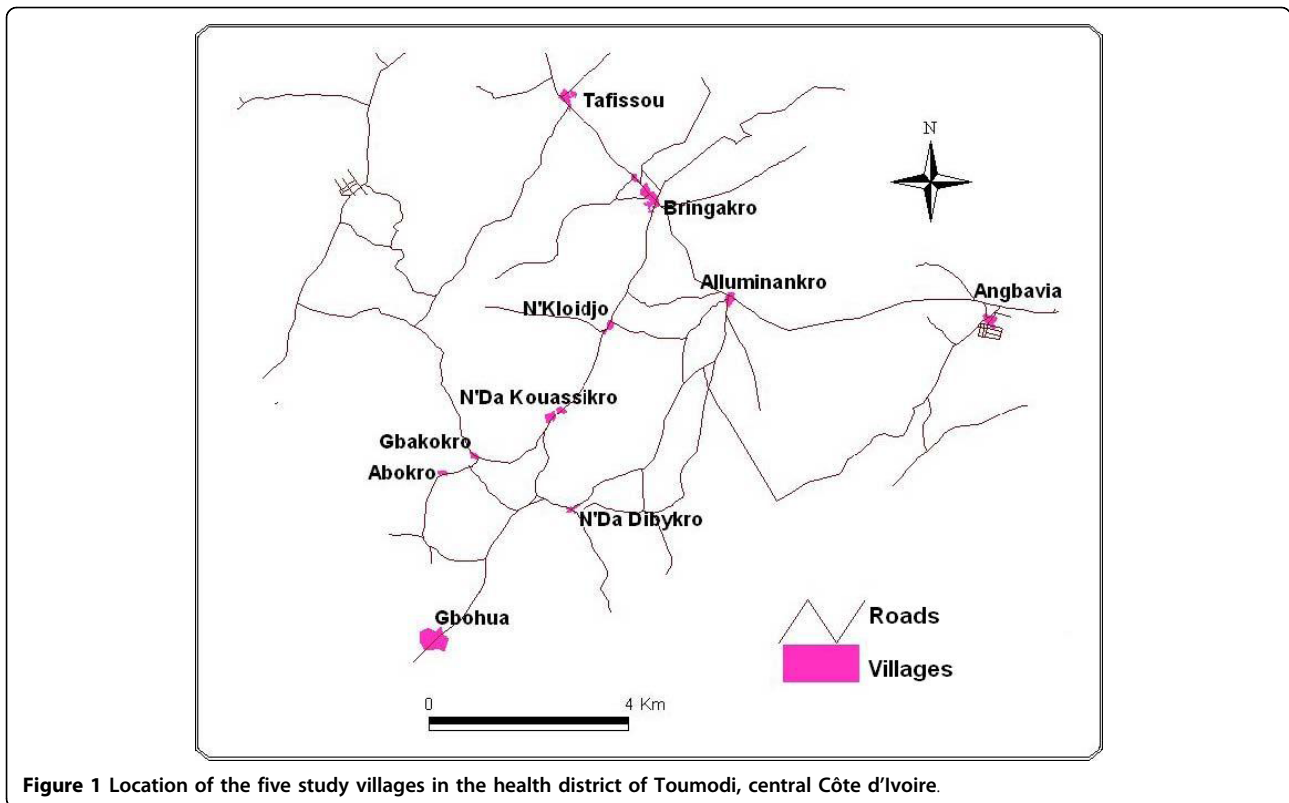 Tafissou
N
Bringakro
Alluminankro
Angbavia
N'Kloidjo
N'Da Kouassikro
Gbakokro
Abokro
N'Da Dibykro
Gbohua
Roads
Villages
0 4 Km
Figure 1 Location of the five study villages in the health district of Toumodi, central Côte d'Ivoire.